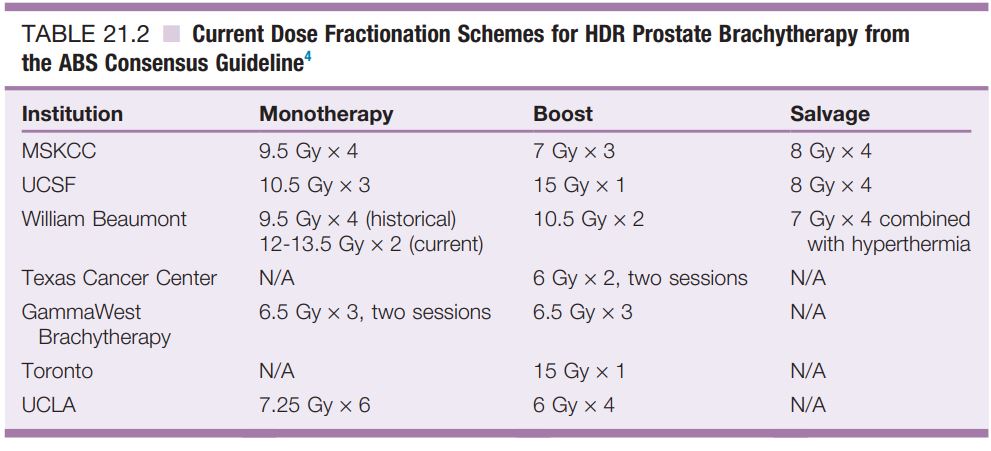 TABLE 21.2 ■ Current Dose Fractionation Schemes for HDR Prostate Brachytherapy from
the ABS Consensus Guideline4
Institution Monotherapy Boost Salvage
MSKCC 9.5 Gy × 4 7 Gy × 3 8 Gy × 4
UCSF 10.5 Gy × 3 15 Gy × 1 8 Gy × 4
William Beaumont 9.5 Gy × 4 (historical) 10.5 Gy × 2 7 Gy × 4 combined
12-13.5 Gy × 2 (current) with hyperthermia
Texas Cancer Center N/A 6 Gy × 2, two sessions N/A
GammaWest 6.5 Gy × 3, two sessions 6.5 Gy × 3 N/A
Brachytherapy
Toronto N/A 15 Gy × 1 N/A
UCLA 7.25 Gy × 6 6 Gy × 4 N/A